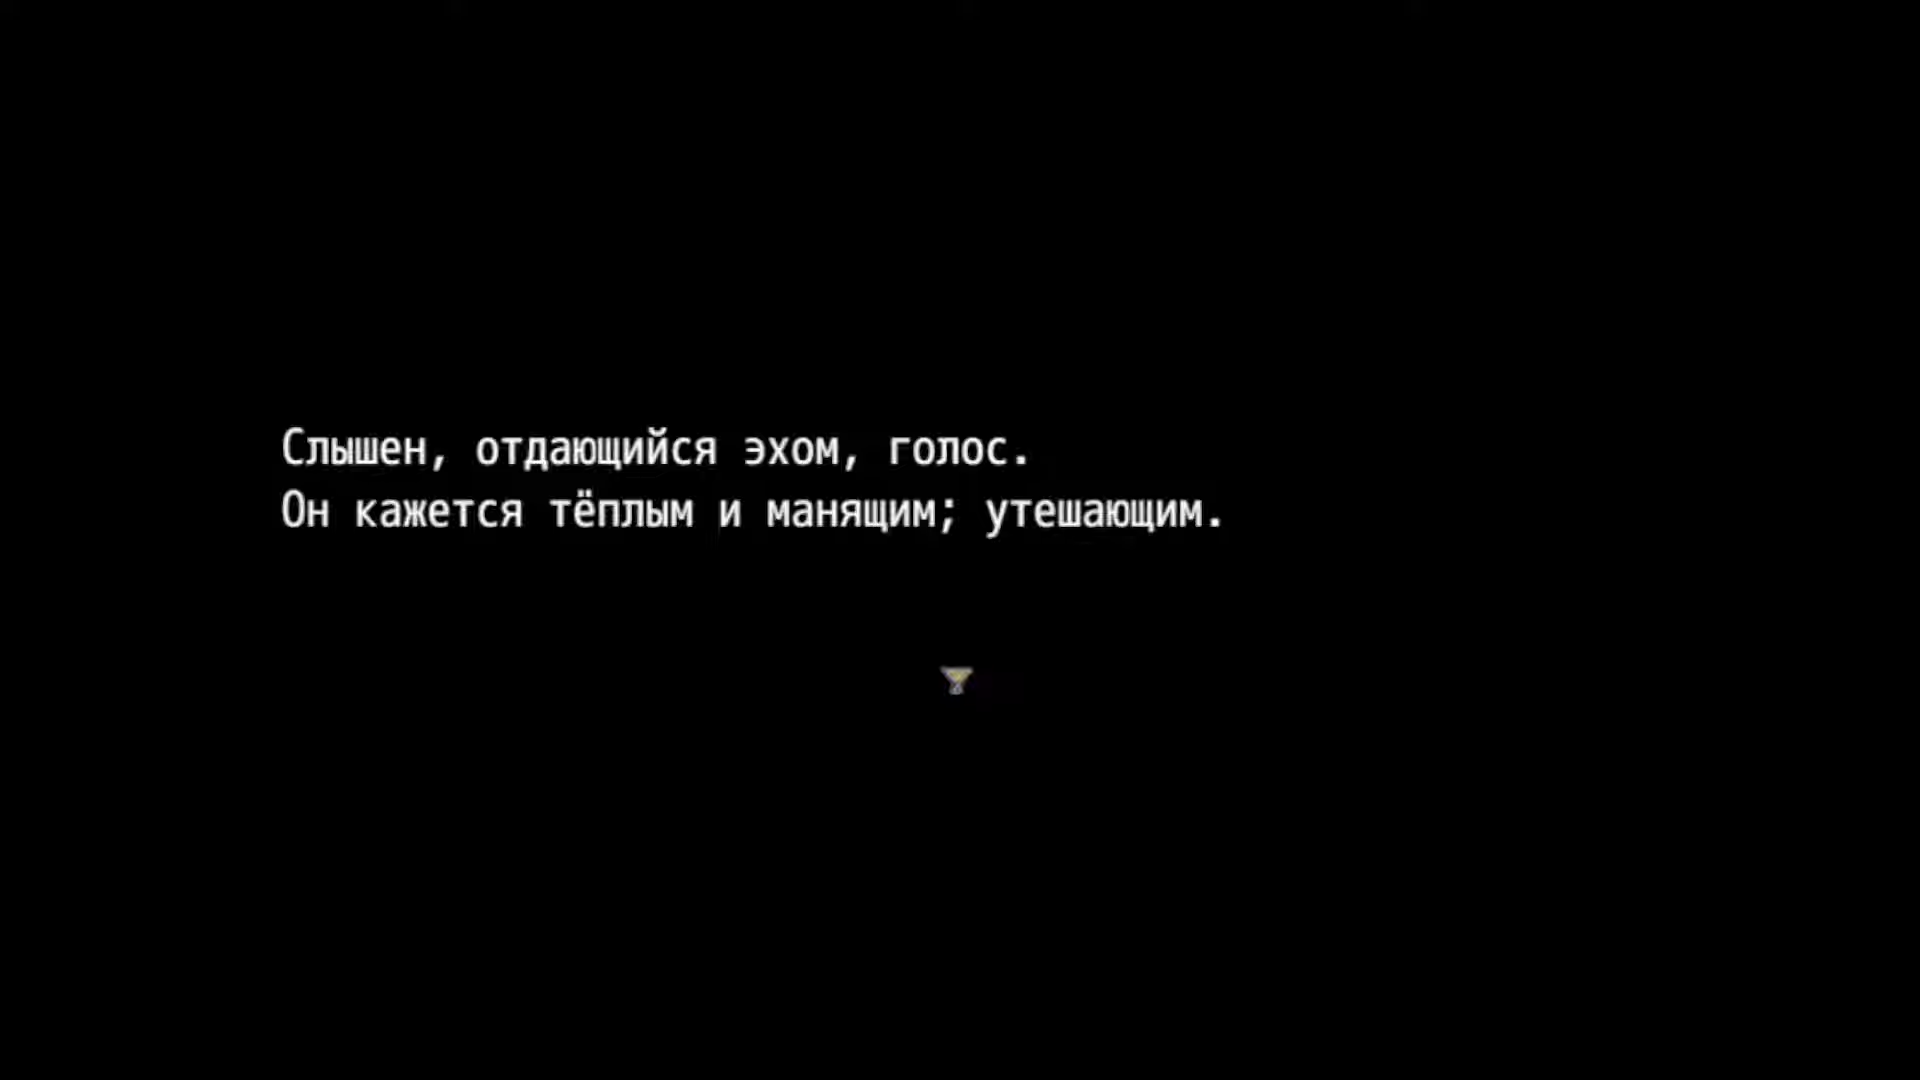 Слышен, отдающийся эхом, голос.
Он кажется тёплым и манящим; утешающим.